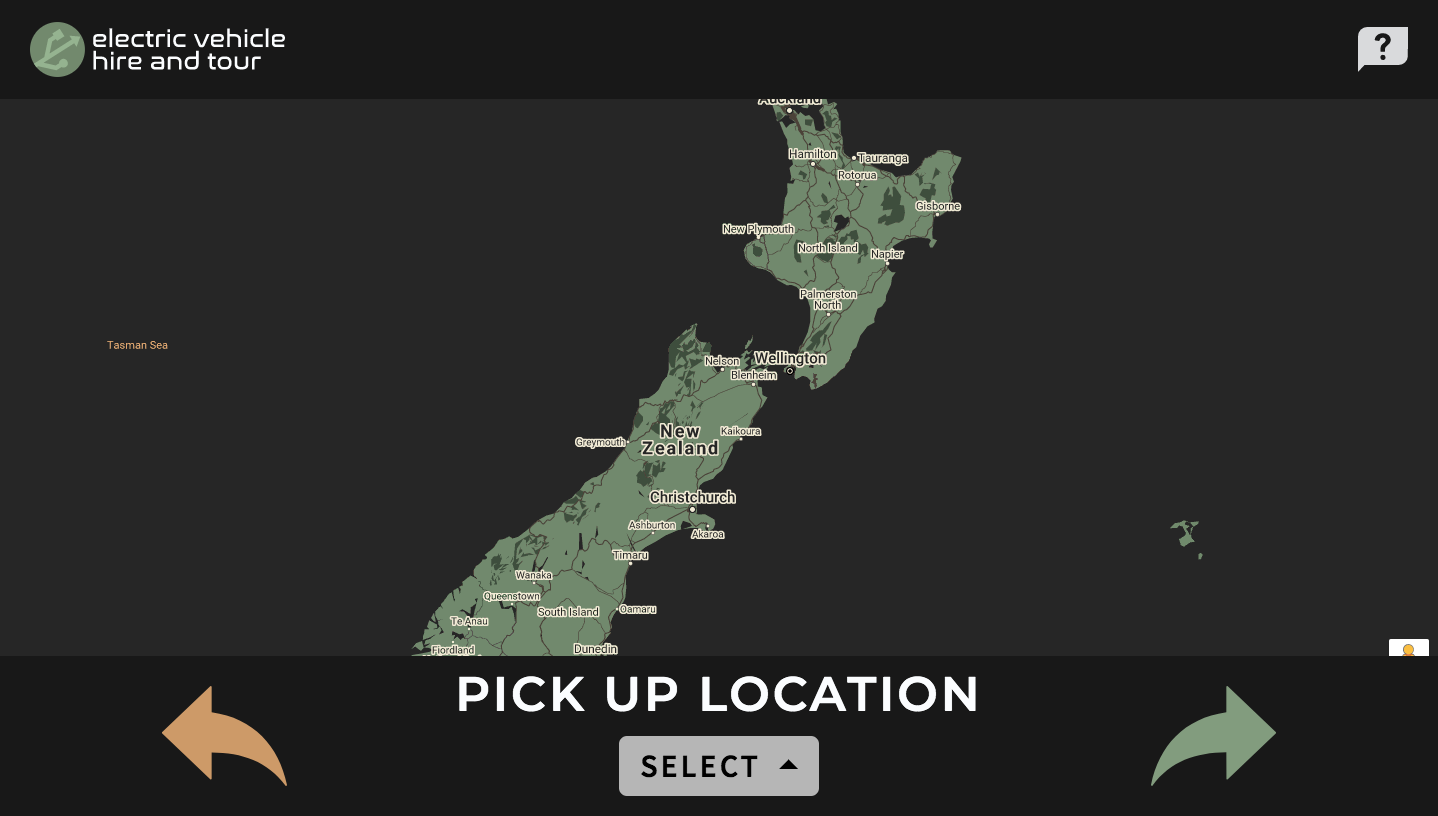 electric vehicle
hire and tour
?
Auckland
Hamilton
Tauranga
Rotorua
Gisborne
New Plymouth
North Island
Napier
Palmerston
North
Tasman Sea
Wellington
Nelson
Blenheim
New
Zealand
Kaikoura
Greymouth
Christchurch
Ashburton
Akaroa
Timaru
Wanaka
Queenstown
South Island
Oamaru
Te Anau
Fiordland
Dunedin
PICK UP LOCATION
SELECT